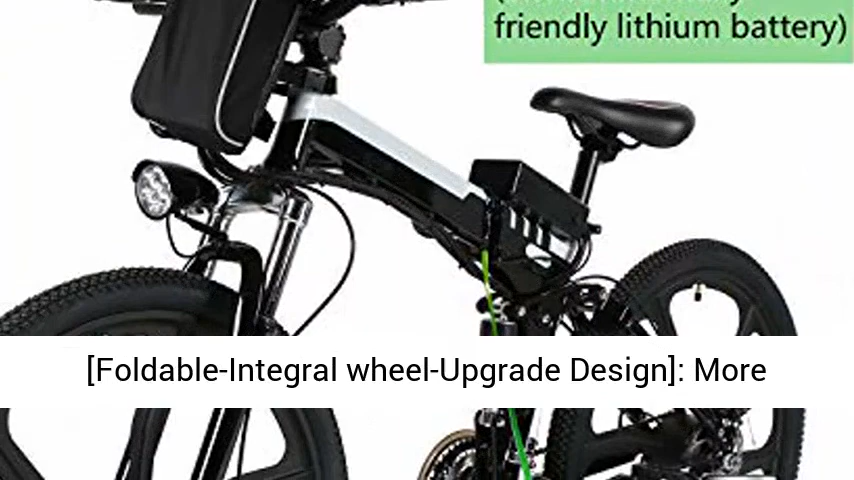 friendly lithium battery)
[Foldable-Integral wheel-Upgrade Design]: More